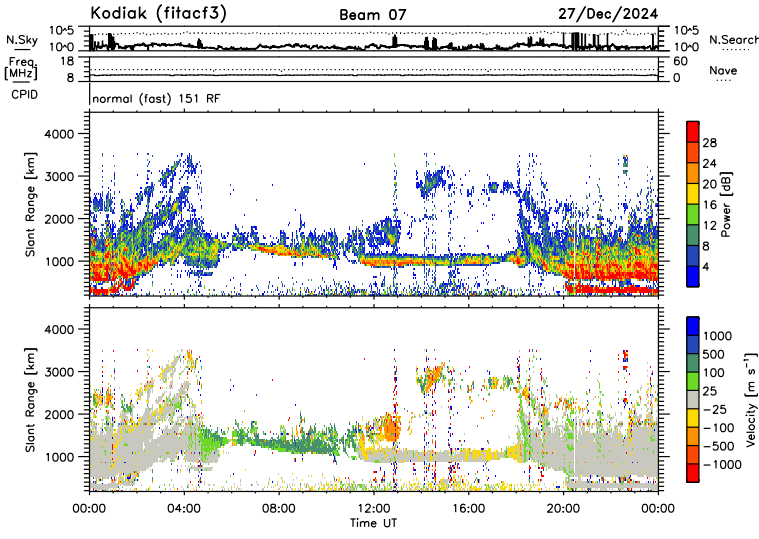 Kodiak (fitacf3) Beam 07 27/Dec/2024
N.Sky 10^5 10^0 10^5 10^0 N.Search
Freq. [MHz] 18 8 60 0 Nave
CPID normal (fast) 151 RF
Slant Range [km] 4000 3000 2000 1000
Power [dB] 28 24 20 16 12 8 4
Slant Range [km] 4000 3000 2000 1000
Velocity [m s^-1] 1000 500 100 25 -25 -100 -500 -1000
00:00 04:00 08:00 12:00 16:00 20:00 00:00
Time UT